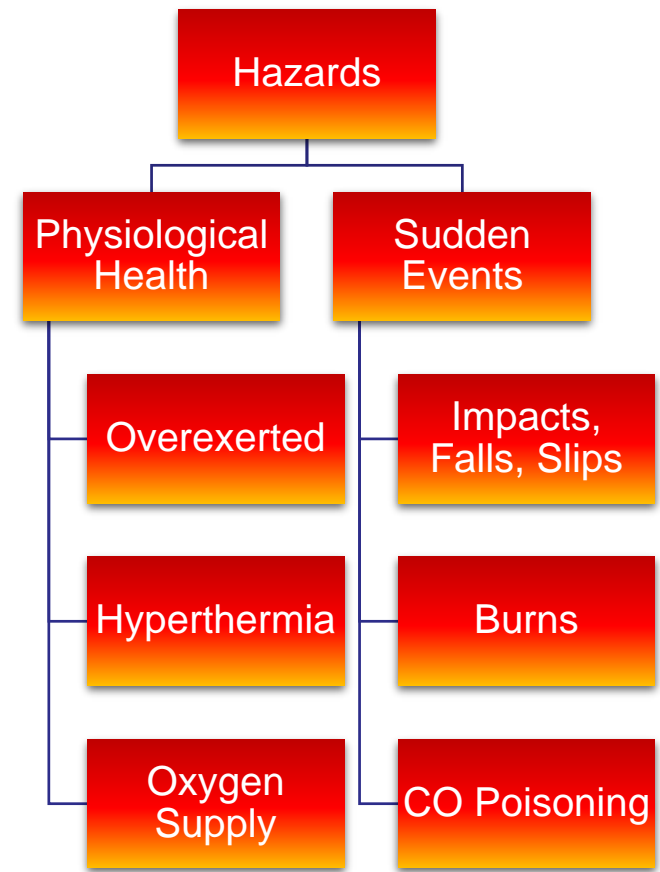 Hazards
Physiological
Health
Sudden
Events
Overexerted
Impacts,
Falls, Slips
Hyperthermia
Burns
Oxygen
Supply
CO Poisoning